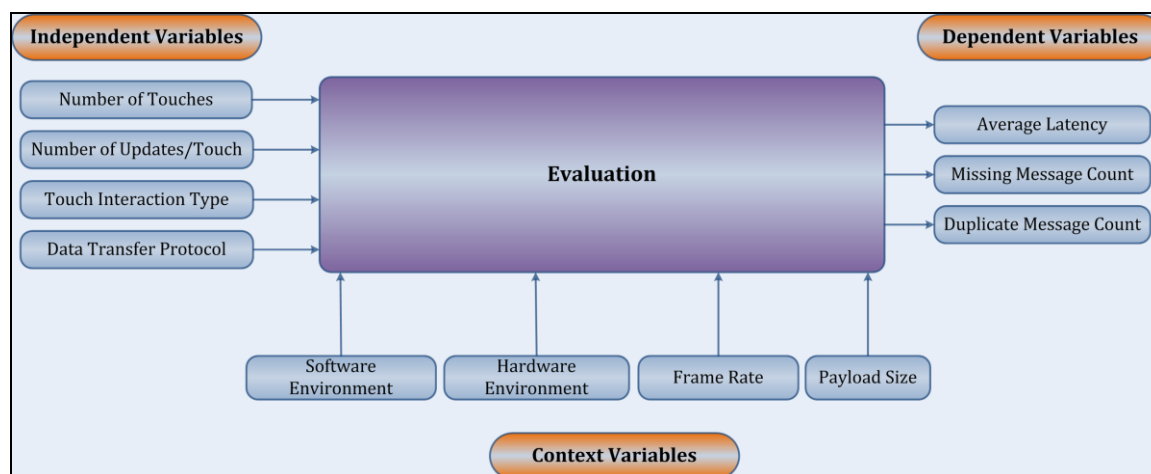 Independent Variables
Dependent Variables
Number of Touches
Number of Updates/Touch
Touch Interaction Type
Data Transfer Protocol
Evaluation
Average Latency
Missing Message Count
Duplicate Message Count
Software
Environment
Hardware
Environment
Frame Rate
Payload Size
Context Variables